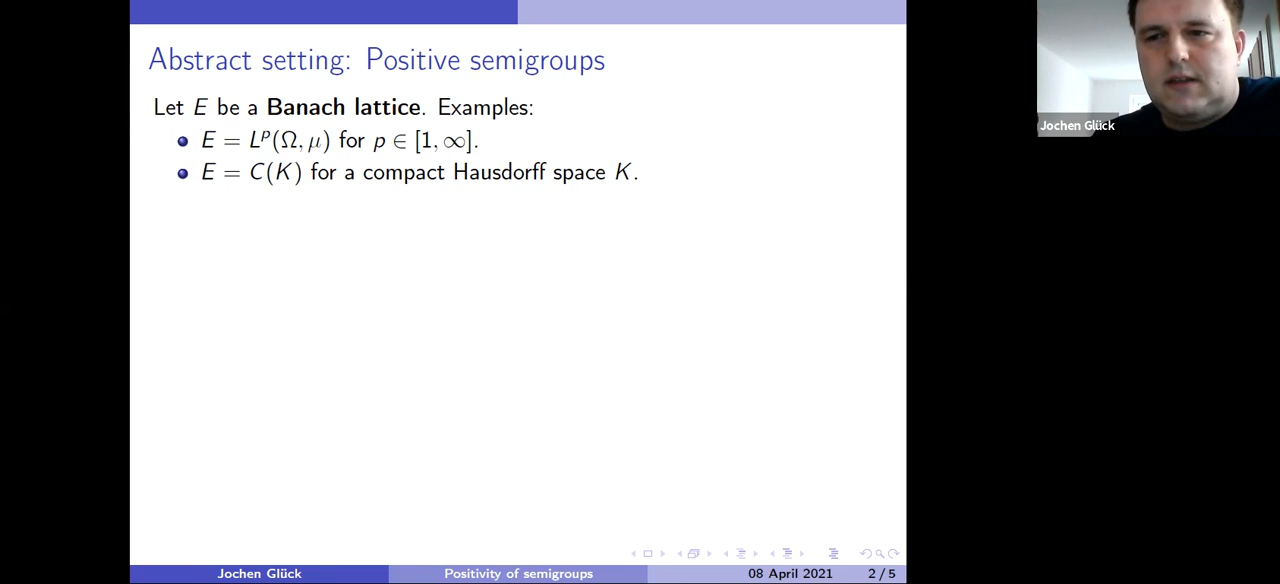 Abstract setting: Positive semigroups
Let E be a Banach lattice. Examples:
E = Lᵖ(Ω, μ) for p ∈ [1, ∞].
E = C(K) for a compact Hausdorff space K.
Jochen Glück
Jochen Glück Positivity of semigroups 08 April 2021 2 / 5